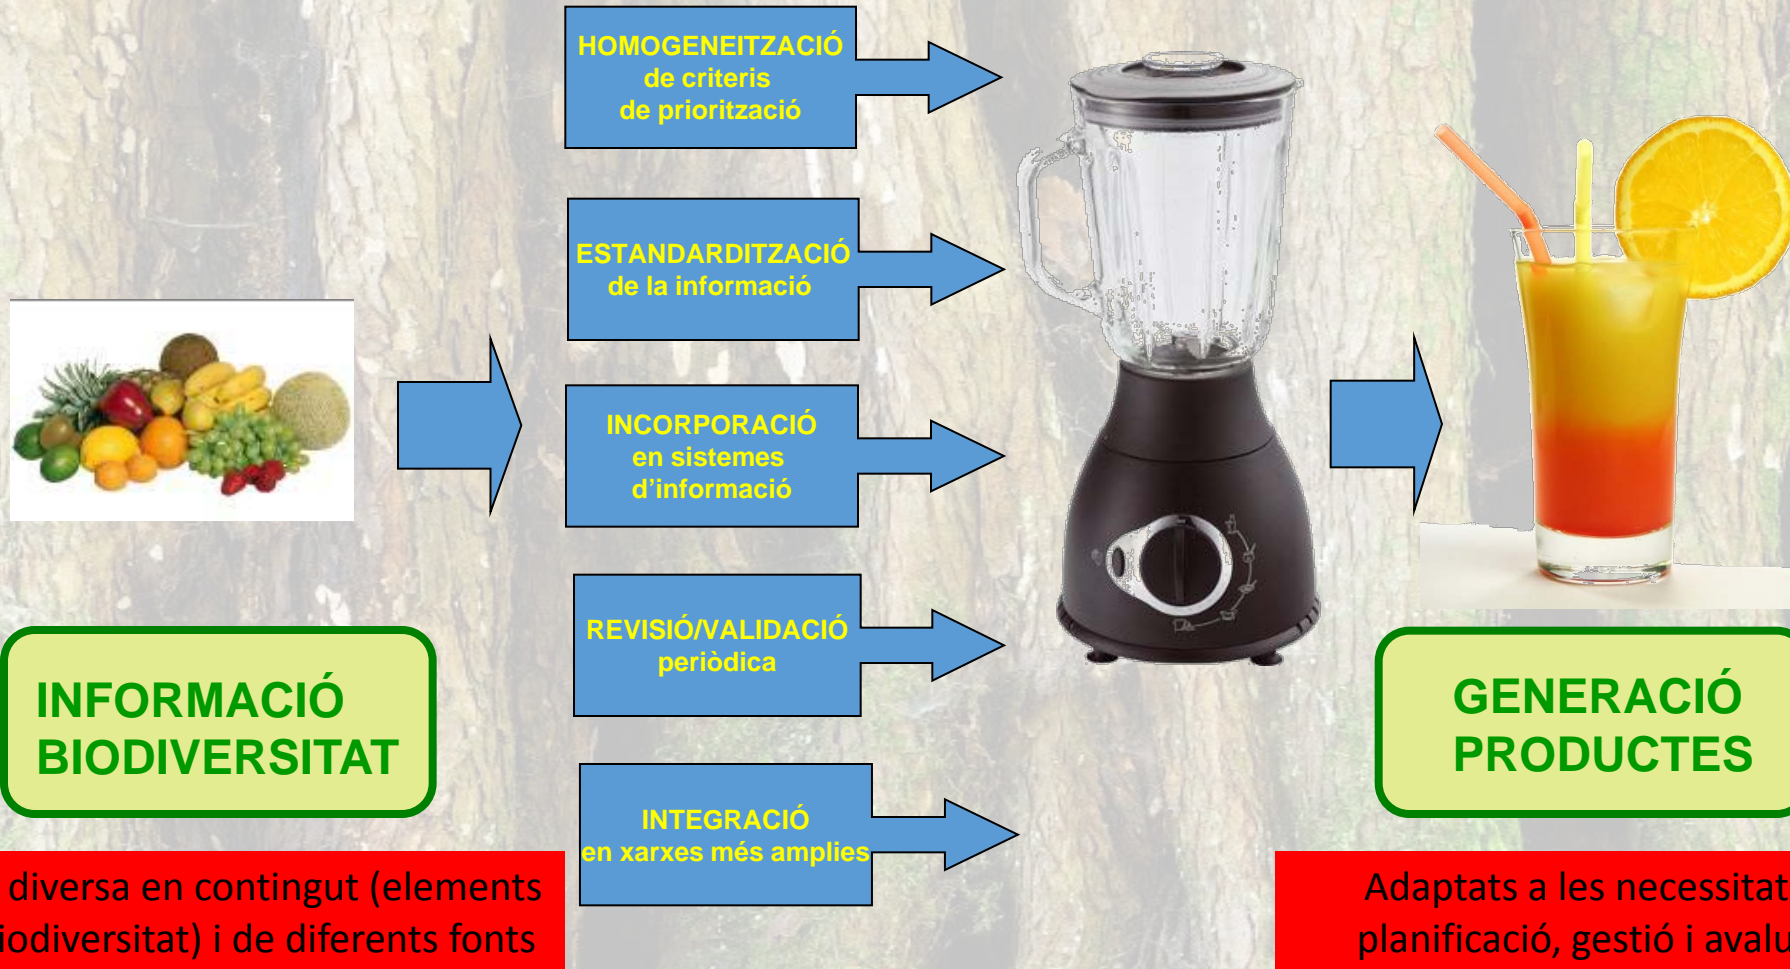 HOMOGENEITZACIÓ
de criteris
de priorització
ESTANDARDITZACIÓ
de la informació
INCORPORACIÓ
en sistemes
d’informació
REVISIÓ/VALIDACIÓ
periòdica
INTEGRACIÓ
en xarxes més amplies
INFORMACIÓ
BIODIVERSITAT
diversa en contingut (elements
iodiversitat) i de diferents fonts
GENERACIÓ
PRODUCTES
Adaptats a les necessitat
planificació, gestió i avalu